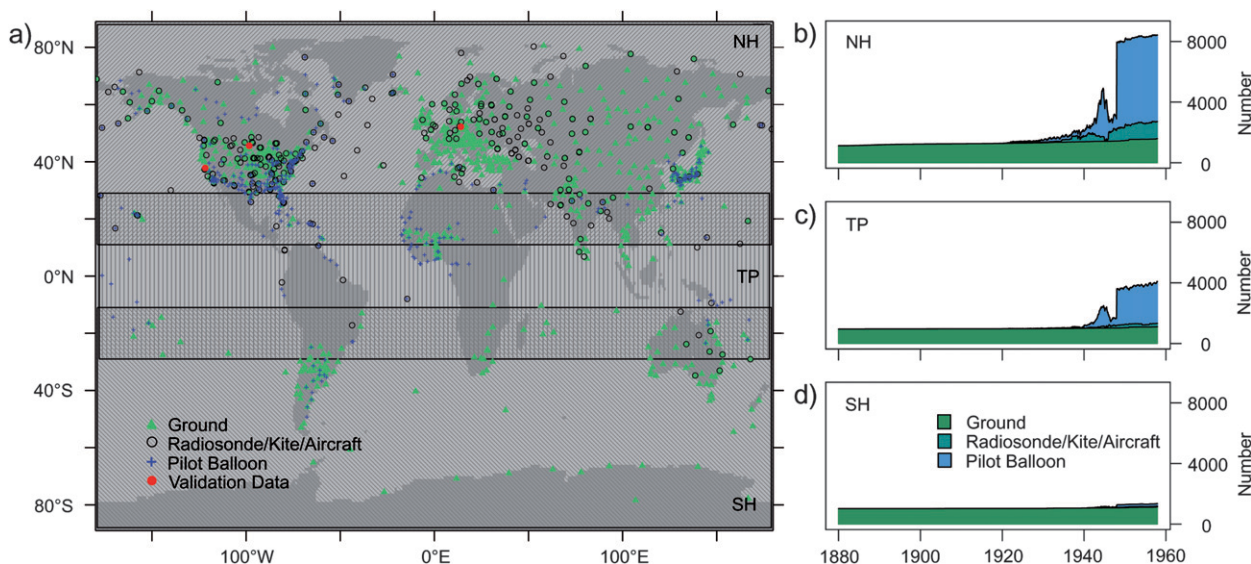 a)
80°N
40°N
0°N
40°S
80°S
100°W
0°E
100°E
NH
TP
SH
Ground
Radiosonde/Kite/Aircraft
Pilot Balloon
Validation Data
b)
NH
8000
4000
0
Number
c)
TP
8000
4000
0
Number
d)
SH
Ground
Radiosonde/Kite/Aircraft
Pilot Balloon
8000
4000
0
Number
1880
1900
1920
1940
1960